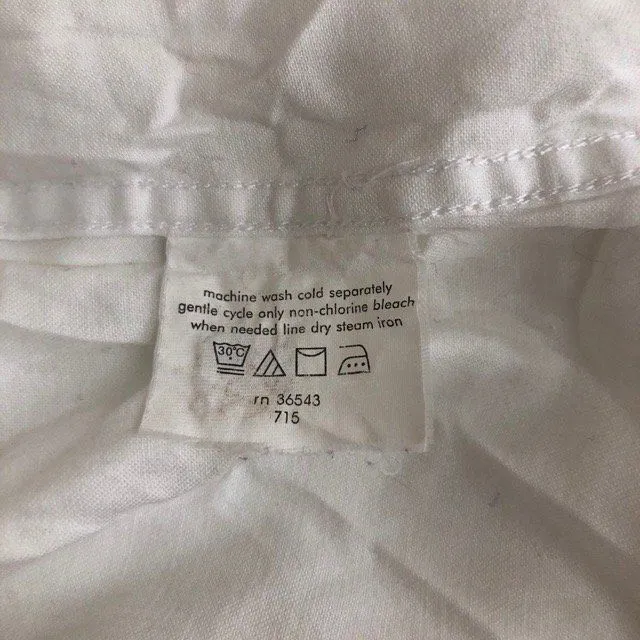 machine wash cold separately
gentle cycle only non-chlorine bleach
when needed line dry steam iron
30°C
rn 36543
715